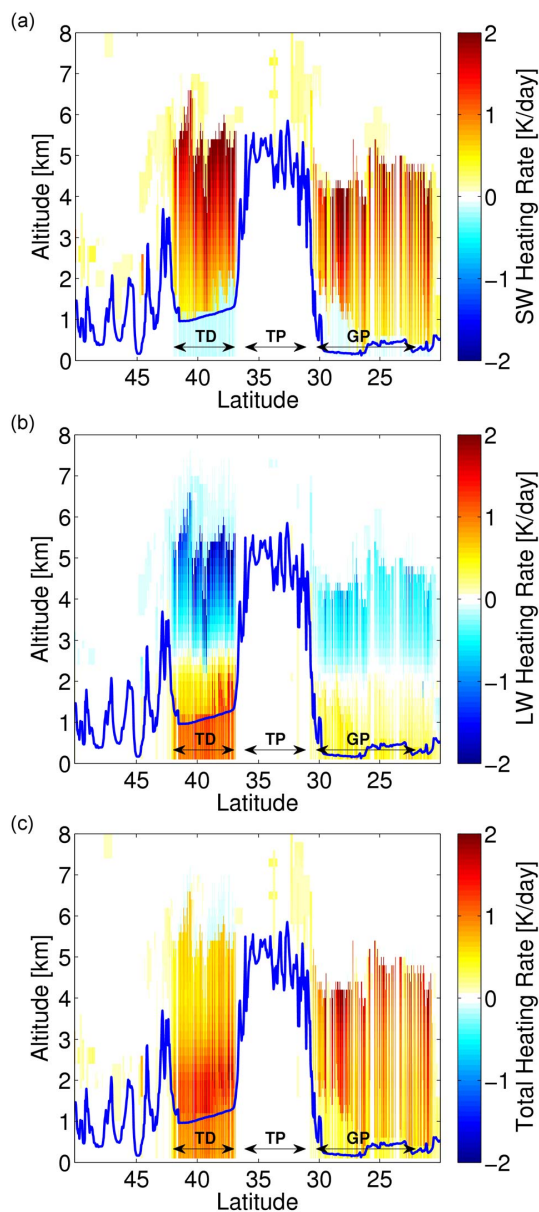 (a)
8
7
6
5
4
3
2
1
0
Altitude [km]
TD TP GP
45 40 35 30 25
Latitude
2
1
0
−1
−2
SW Heating Rate [K/day]
(b)
8
7
6
5
4
3
2
1
0
Altitude [km]
TD TP GP
45 40 35 30 25
Latitude
2
1
0
−1
−2
LW Heating Rate [K/day]
(c)
8
7
6
5
4
3
2
1
0
Altitude [km]
TD TP GP
45 40 35 30 25
Latitude
2
1
0
−1
−2
Total Heating Rate [K/day]